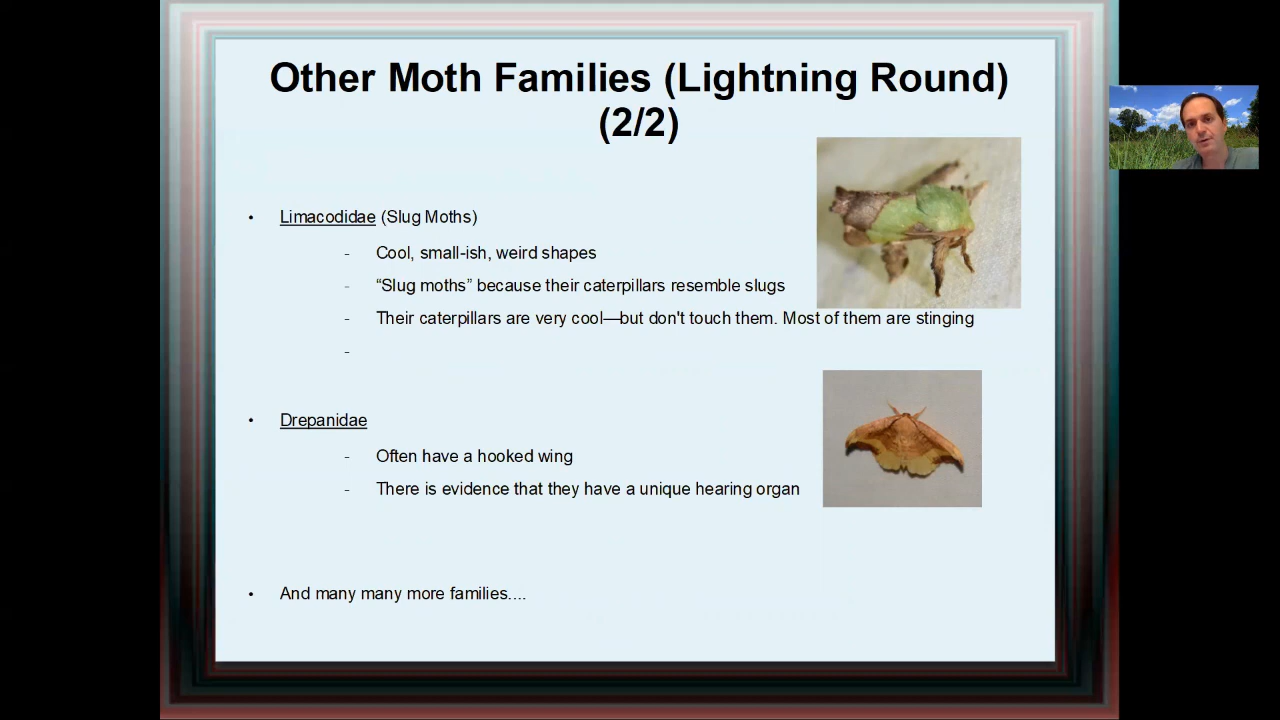 Other Moth Families (Lightning Round)
(2/2)
• Limacodidae (Slug Moths)
- Cool, small-ish, weird shapes
- “Slug moths” because their caterpillars resemble slugs
- Their caterpillars are very cool—but don't touch them. Most of them are stinging
-
• Drepanidae
- Often have a hooked wing
- There is evidence that they have a unique hearing organ
• And many many more families....